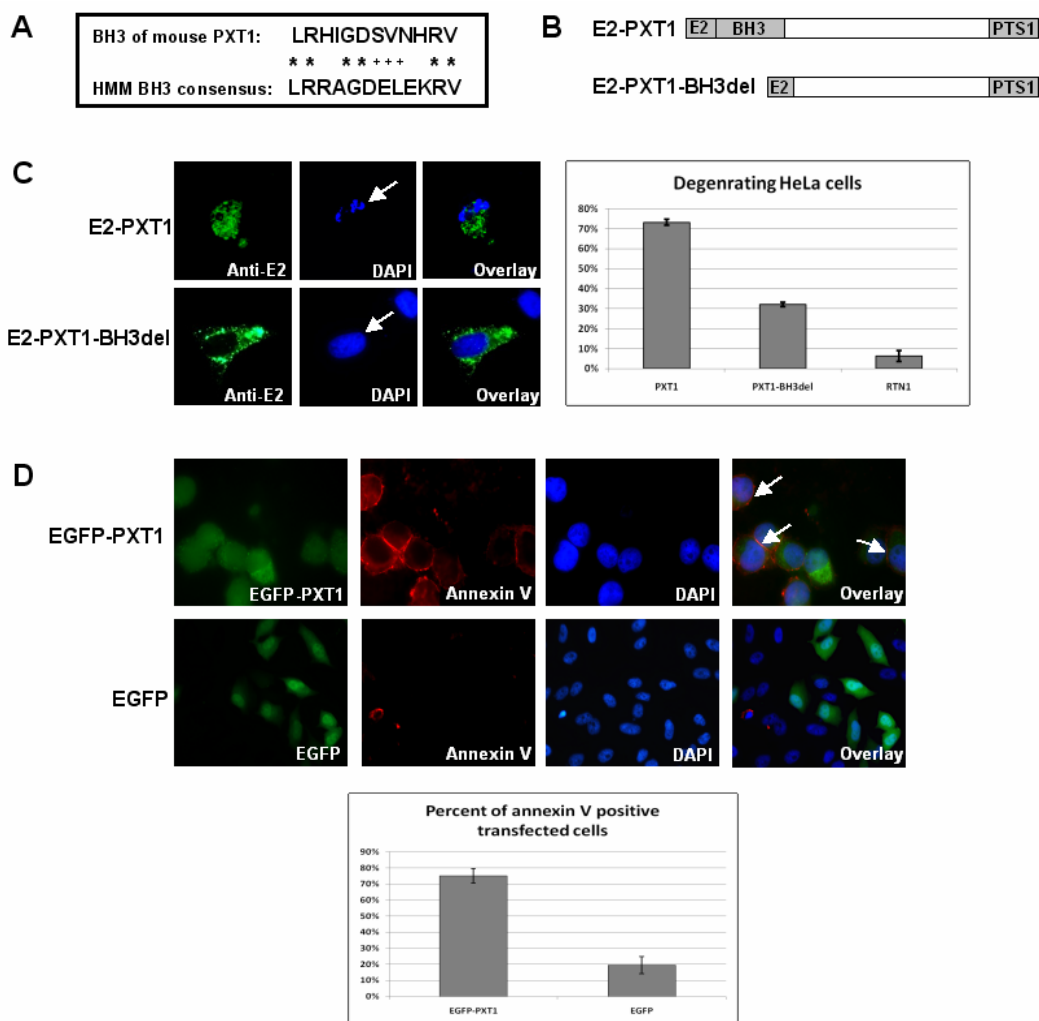 A
BH3 of mouse PXT1: LRHIGDSVNHRV
** **+++ **
HMM BH3 consensus: LRRAGDELEKRV
B
E2-PXT1 E2 BH3 PTS1
E2-PXT1-BH3del E2 PTS1
C
E2-PXT1
Anti-E2 DAPI Overlay
E2-PXT1-BH3del
Anti-E2 DAPI Overlay
Degenrating HeLa cells
80%
70%
60%
50%
40%
30%
20%
10%
0%
PXT1 PXT1-BH3del RTN1
D
EGFP-PXT1
EGFP-PXT1 Annexin V DAPI Overlay
EGFP
EGFP Annexin V DAPI Overlay
Percent of annexin V positive
transfected cells
90%
80%
70%
60%
50%
40%
30%
20%
10%
0%
EGFP-PXT1 EGFP